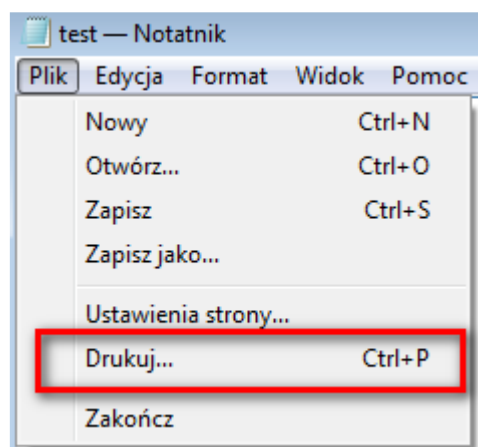 test — Notatnik
Plik Edycja Format Widok Pomoc
Nowy Ctrl+N
Otwórz... Ctrl+O
Zapisz Ctrl+S
Zapisz jako...
Ustawienia strony...
Drukuj... Ctrl+P
Zakończ